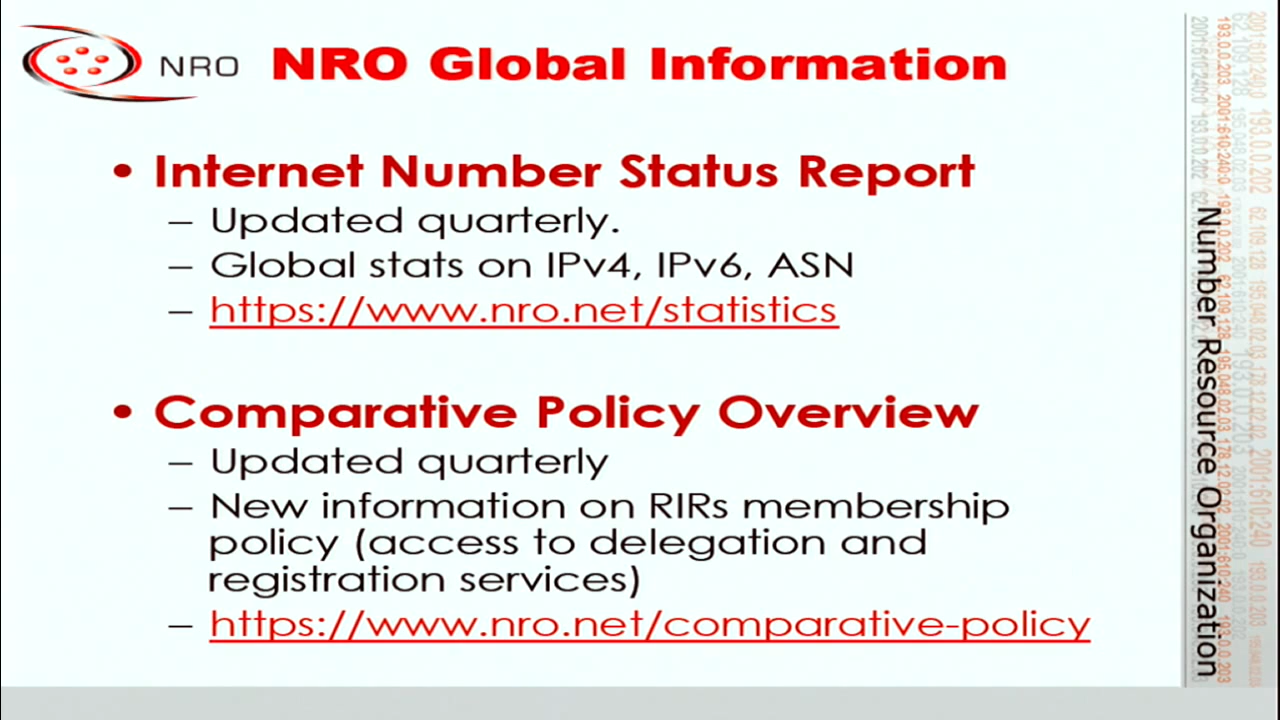 NRO
NRO Global Information
• Internet Number Status Report
– Updated quarterly.
– Global stats on IPv4, IPv6, ASN
– https://www.nro.net/statistics
• Comparative Policy Overview
– Updated quarterly
– New information on RIRs membership
policy (access to delegation and
registration services)
– https://www.nro.net/comparative-policy
Number Resource Organization